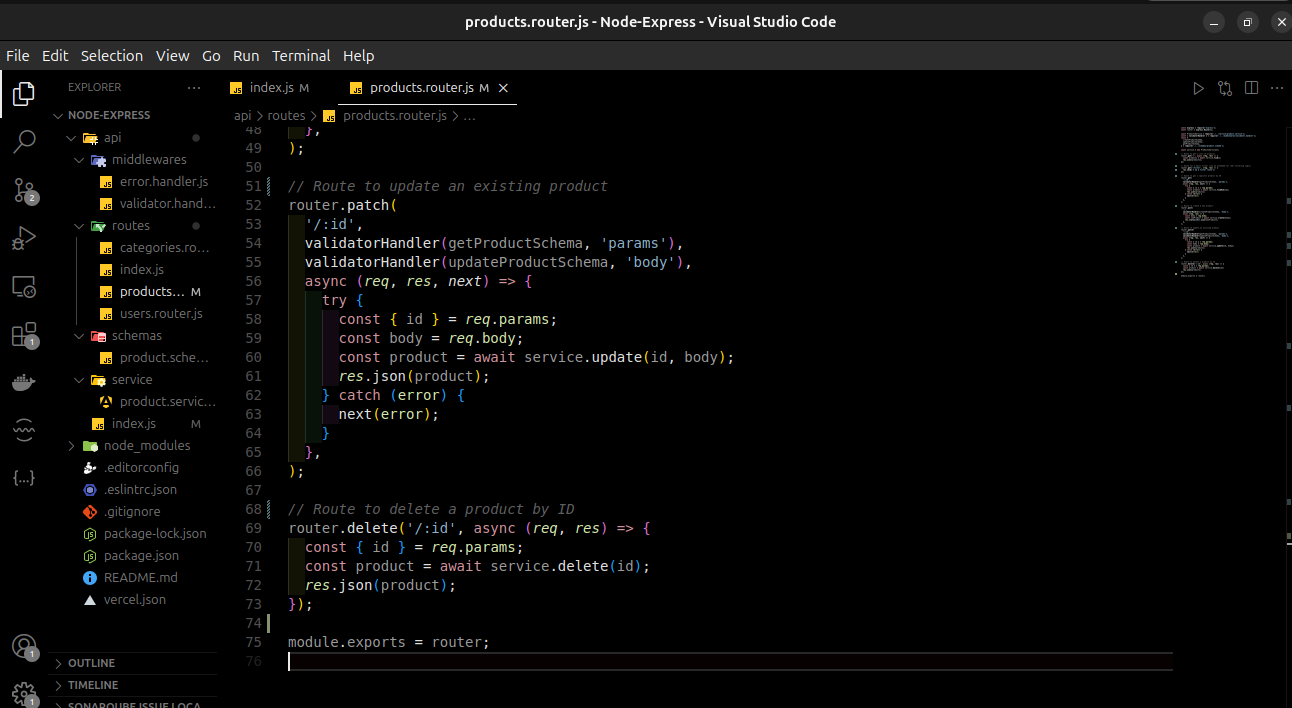 products.router.js - Node-Express - Visual Studio Code
File Edit Selection View Go Run Terminal Help
EXPLORER
NODE-EXPRESS
api
middlewares
error.handler.js
validator.hand...
routes
categories.ro...
index.js
products... M
users.router.js
schemas
product.sche...
service
product.servic...
index.js M
node_modules
.editorconfig
.eslintrc.json
.gitignore
package-lock.json
package.json
README.md
vercel.json
OUTLINE
TIMELINE
SONARQUBE ISSUE LOCA
2
1
1
1
index.js M
products.router.js M
api > routes > products.router.js > ...
48 },
49 );
50
51 // Route to update an existing product
52 router.patch(
53 '/:id',
54 validatorHandler(getProductSchema, 'params'),
55 validatorHandler(updateProductSchema, 'body'),
56 async (req, res, next) => {
57 try {
58 const { id } = req.params;
59 const body = req.body;
60 const product = await service.update(id, body);
61 res.json(product);
62 } catch (error) {
63 next(error);
64 }
65 },
66 );
67
68 // Route to delete a product by ID
69 router.delete('/:id', async (req, res) => {
70 const { id } = req.params;
71 const product = await service.delete(id);
72 res.json(product);
73 });
74
75 module.exports = router;
76